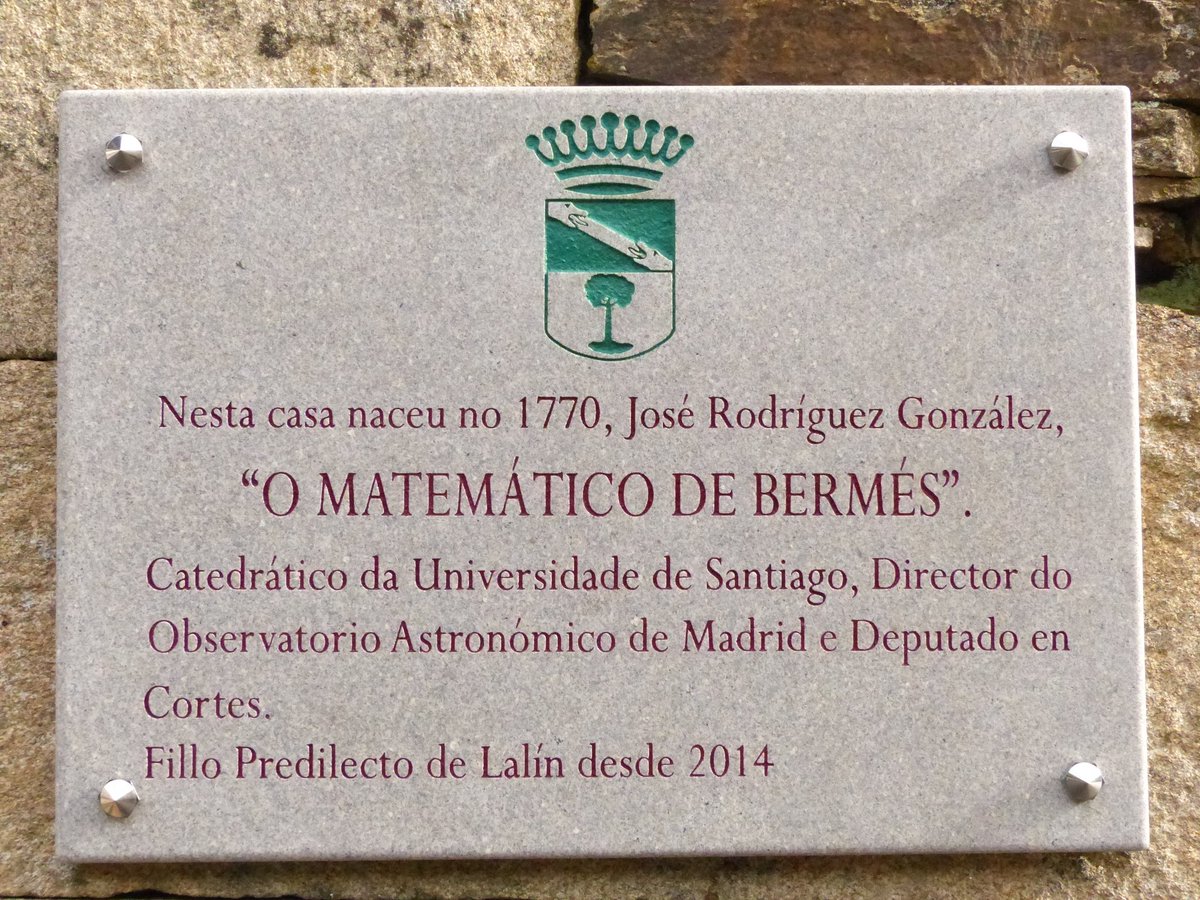 Nesta casa naceu no 1770, José Rodríguez González,
“O MATEMÁTICO DE BERMÉS”.
Catedrático da Universidade de Santiago, Director do
Observatorio Astronómico de Madrid e Deputado en
Cortes.
Fillo Predilecto de Lalín desde 2014